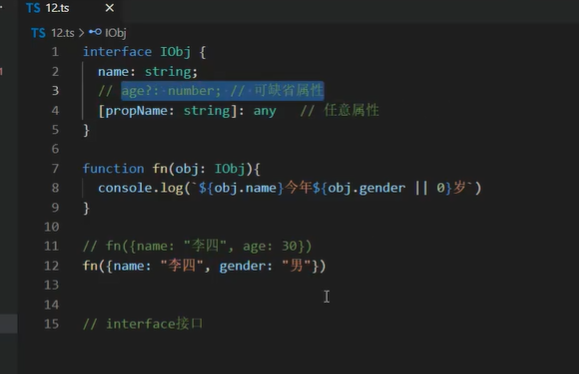 TS 12.ts ×
TS 12.ts > IObj
1 interface IObj {
2 name: string;
3 // age?: number; // 可缺省属性
4 [propName: string]: any // 任意属性
5 }
6
7 function fn(obj: IObj){
8 console.log(`${obj.name}今年${obj.gender || 0}岁`)
9 }
10
11 // fn({name: "李四", age: 30})
12 fn({name: "李四", gender: "男"})
13
14
15 // interface接口